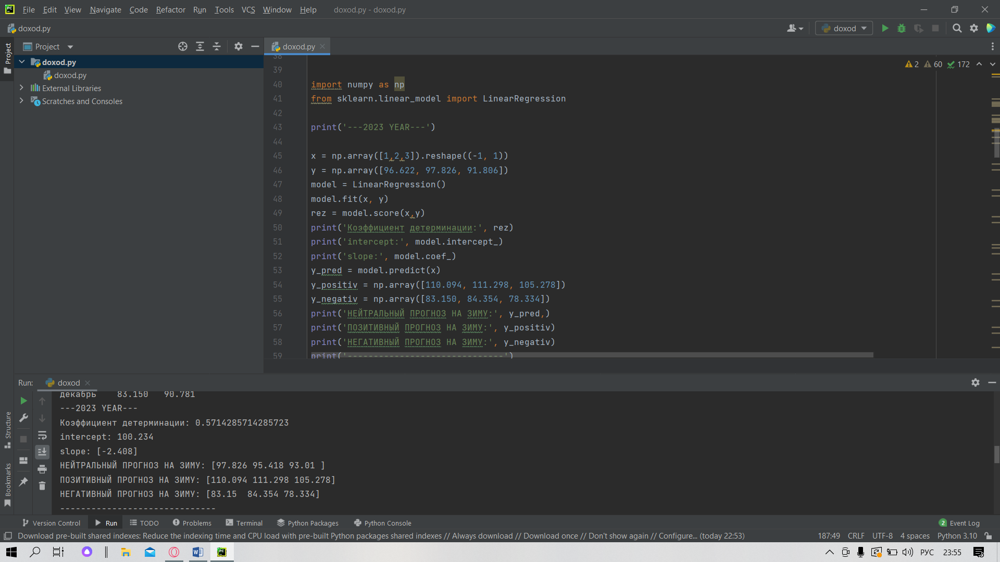 File Edit View Navigate Code Refactor Run Tools VCS Window Help doxod.py - doxod.py
doxod.py
doxod
Project
doxod.py
Project
doxod.py
doxod.py
External Libraries
Scratches and Consoles
2 60 172
38
39
40 import numpy as np
41 from sklearn.linear_model import LinearRegression
42
43 print('---2023 YEAR---')
44
45 x = np.array([1,2,3]).reshape((-1, 1))
46 y = np.array([96.622, 97.826, 91.806])
47 model = LinearRegression()
48 model.fit(x, y)
49 rez = model.score(x,y)
50 print('Коэффициент детерминации:', rez)
51 print('intercept:', model.intercept_)
52 print('slope:', model.coef_)
53 y_pred = model.predict(x)
54 y_positiv = np.array([110.094, 111.298, 105.278])
55 y_negativ = np.array([83.150, 84.354, 78.334])
56 print('НЕЙТРАЛЬНЫЙ ПРОГНОЗ НА ЗИМУ:', y_pred,)
57 print('ПОЗИТИВНЫЙ ПРОГНОЗ НА ЗИМУ:', y_positiv)
58 print('НЕГАТИВНЫЙ ПРОГНОЗ НА ЗИМУ:', y_negativ)
59 print('------------------------------')
Run: doxod
декабрь 83.150 90.781
---2023 YEAR---
Коэффициент детерминации: 0.5714285714285723
intercept: 100.234
slope: [-2.408]
НЕЙТРАЛЬНЫЙ ПРОГНОЗ НА ЗИМУ: [97.826 95.418 93.01 ]
ПОЗИТИВНЫЙ ПРОГНОЗ НА ЗИМУ: [110.094 111.298 105.278]
НЕГАТИВНЫЙ ПРОГНОЗ НА ЗИМУ: [83.15  84.354 78.334]
------------------------------
Structure
Bookmarks
Version Control Run TODO Problems Terminal Python Packages Python Console 2 Event Log
Download pre-built shared indexes: Reduce the indexing time and CPU load with pre-built Python packages shared indexes // Always download // Download once // Don't show again // Configure... (today 22:53) 187:49 CRLF UTF-8 4 spaces Python 3.10
РУС 23:55